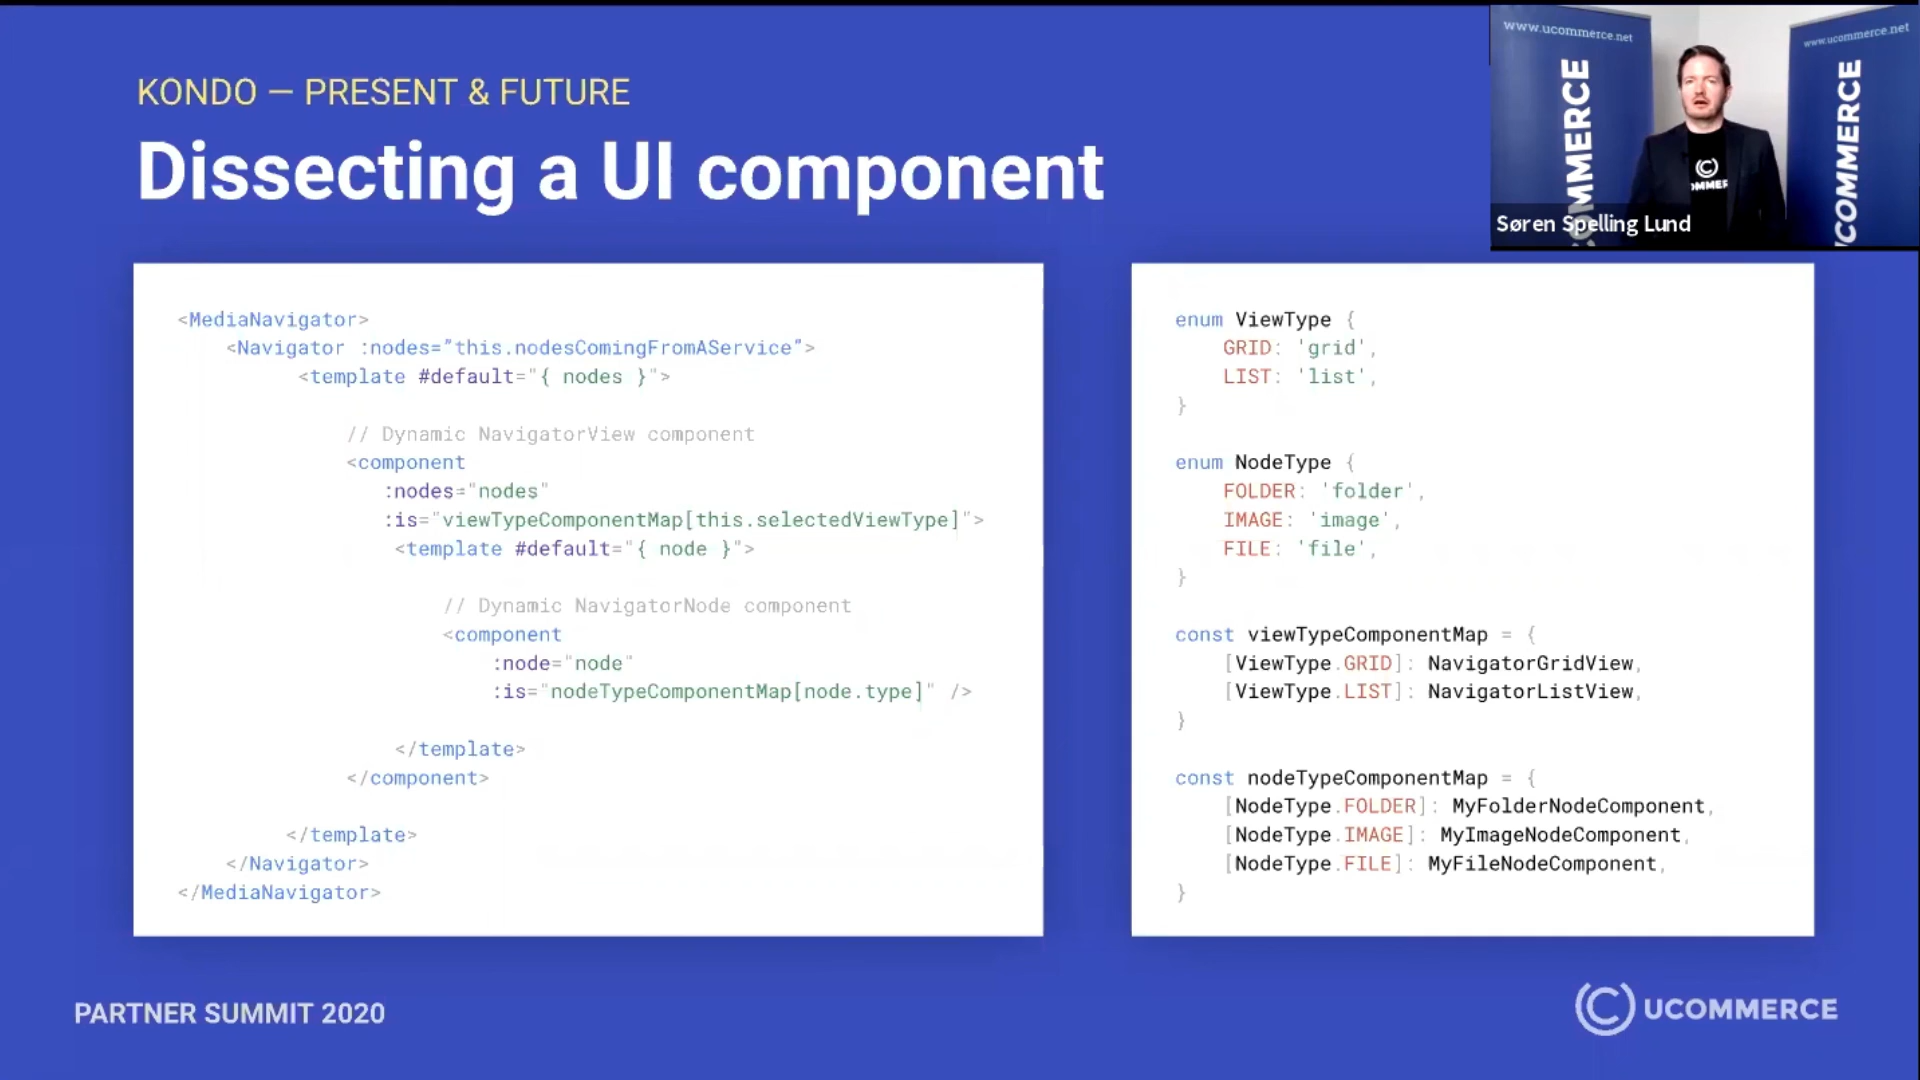 KONDO — PRESENT & FUTURE
Dissecting a UI component
www.ucommerce.net
www.ucommerce.net
COMMERCE
UCOMMERCE
OMMER
Søren Spelling Lund
<MediaNavigator>
<Navigator :nodes="this.nodesComingFromAService">
<template #default="{ nodes }">
// Dynamic NavigatorView component
<component
:nodes="nodes"
:is="viewTypeComponentMap[this.selectedViewType]">
<template #default="{ node }">
// Dynamic NavigatorNode component
<component
:node="node"
:is="nodeTypeComponentMap[node.type]" />
</template>
</component>
</template>
</Navigator>
</MediaNavigator>
enum ViewType {
GRID: 'grid',
LIST: 'list',
}
enum NodeType {
FOLDER: 'folder',
IMAGE: 'image',
FILE: 'file',
}
const viewTypeComponentMap = {
[ViewType.GRID]: NavigatorGridView,
[ViewType.LIST]: NavigatorListView,
}
const nodeTypeComponentMap = {
[NodeType.FOLDER]: MyFolderNodeComponent,
[NodeType.IMAGE]: MyImageNodeComponent,
[NodeType.FILE]: MyFileNodeComponent,
}
PARTNER SUMMIT 2020
UCOMMERCE